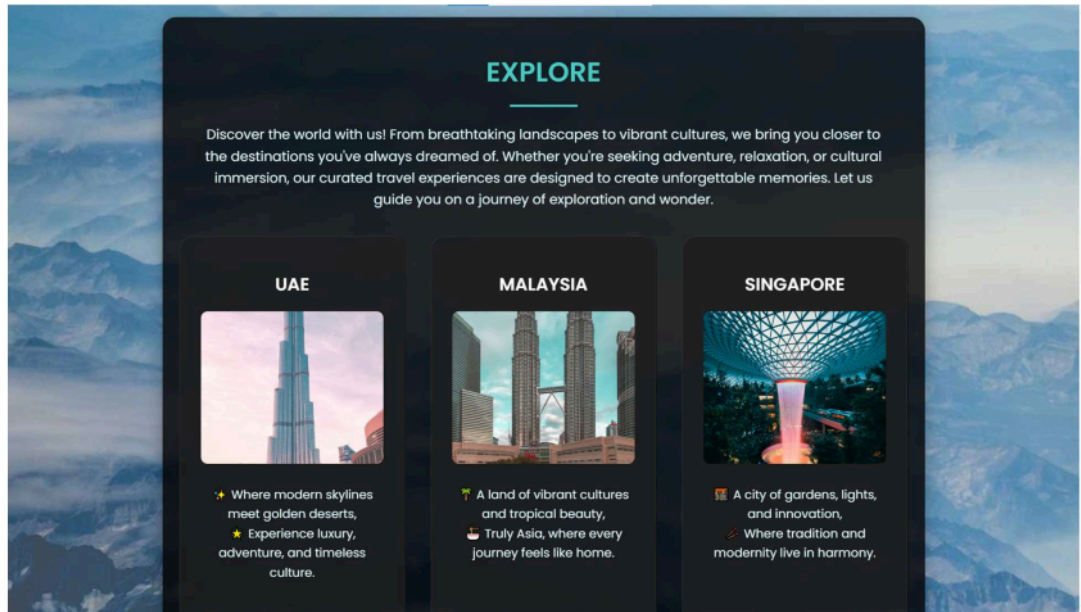 EXPLORE
Discover the world with us! From breathtaking landscapes to vibrant cultures, we bring you closer to
the destinations you've always dreamed of. Whether you're seeking adventure, relaxation, or cultural
immersion, our curated travel experiences are designed to create unforgettable memories. Let us
guide you on a journey of exploration and wonder.
UAE
✨ Where modern skylines
meet golden deserts,
🌟 Experience luxury,
adventure, and timeless
culture.
MALAYSIA
🌴 A land of vibrant cultures
and tropical beauty,
🍜 Truly Asia, where every
journey feels like home.
SINGAPORE
🌇 A city of gardens, lights,
and innovation,
🥢 Where tradition and
modernity live in harmony.